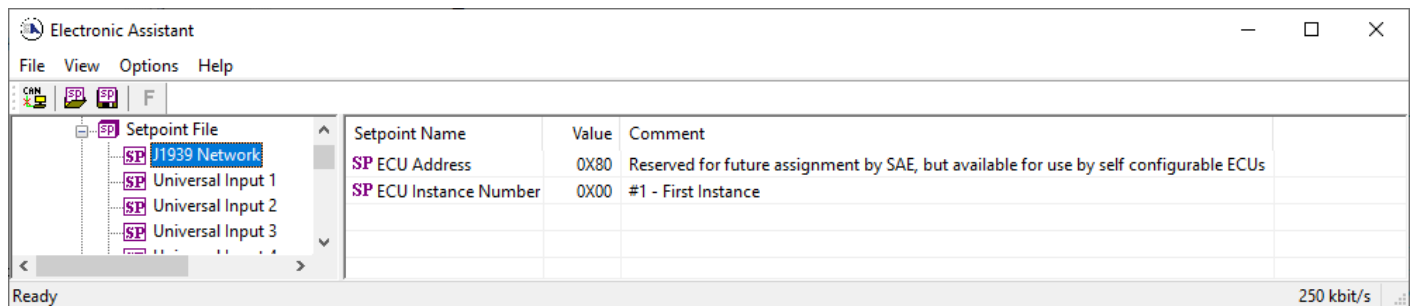 Electronic Assistant
File View Options Help
CAN SP SP F
SP Setpoint File
SP J1939 Network
SP Universal Input 1
SP Universal Input 2
SP Universal Input 3
Setpoint Name Value Comment
SP ECU Address 0X80 Reserved for future assignment by SAE, but available for use by self configurable ECUs
SP ECU Instance Number 0X00 #1 - First Instance
Ready 250 kbit/s